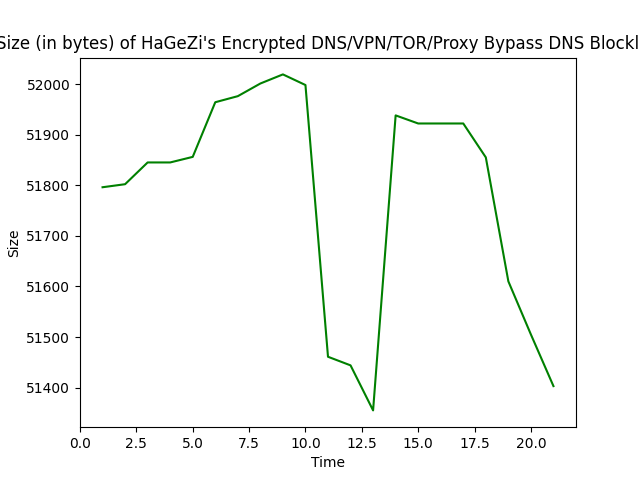 Size (in bytes) of HaGeZi's Encrypted DNS/VPN/TOR/Proxy Bypass DNS Blockl
52000
51900
51800
51700
51600
51500
51400
Size
0.0 2.5 5.0 7.5 10.0 12.5 15.0 17.5 20.0
Time